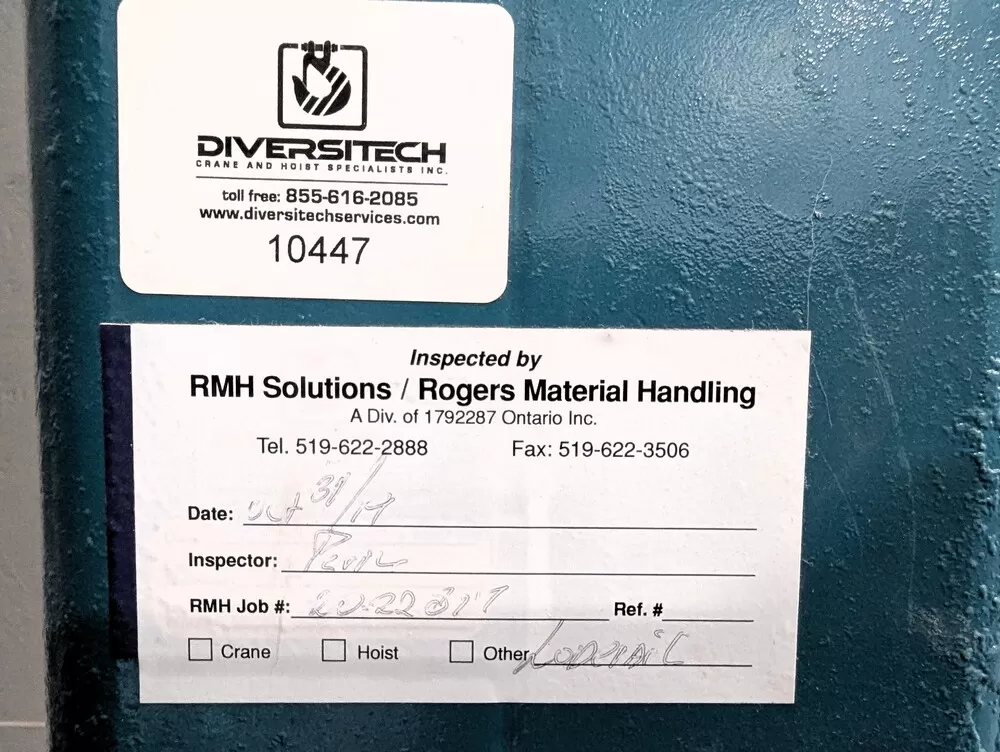 DIVERSITECH
CRANE AND HOIST SPECIALISTS INC.
toll free: 855-616-2085
www.diversitechservices.com
10447
Inspected by
RMH Solutions / Rogers Material Handling
A Div. of 1792287 Ontario Inc.
Tel. 519-622-2888 Fax: 519-622-3506
Date: Oct 31/
Inspector:
RMH Job #: Ref. #
Crane Hoist Other